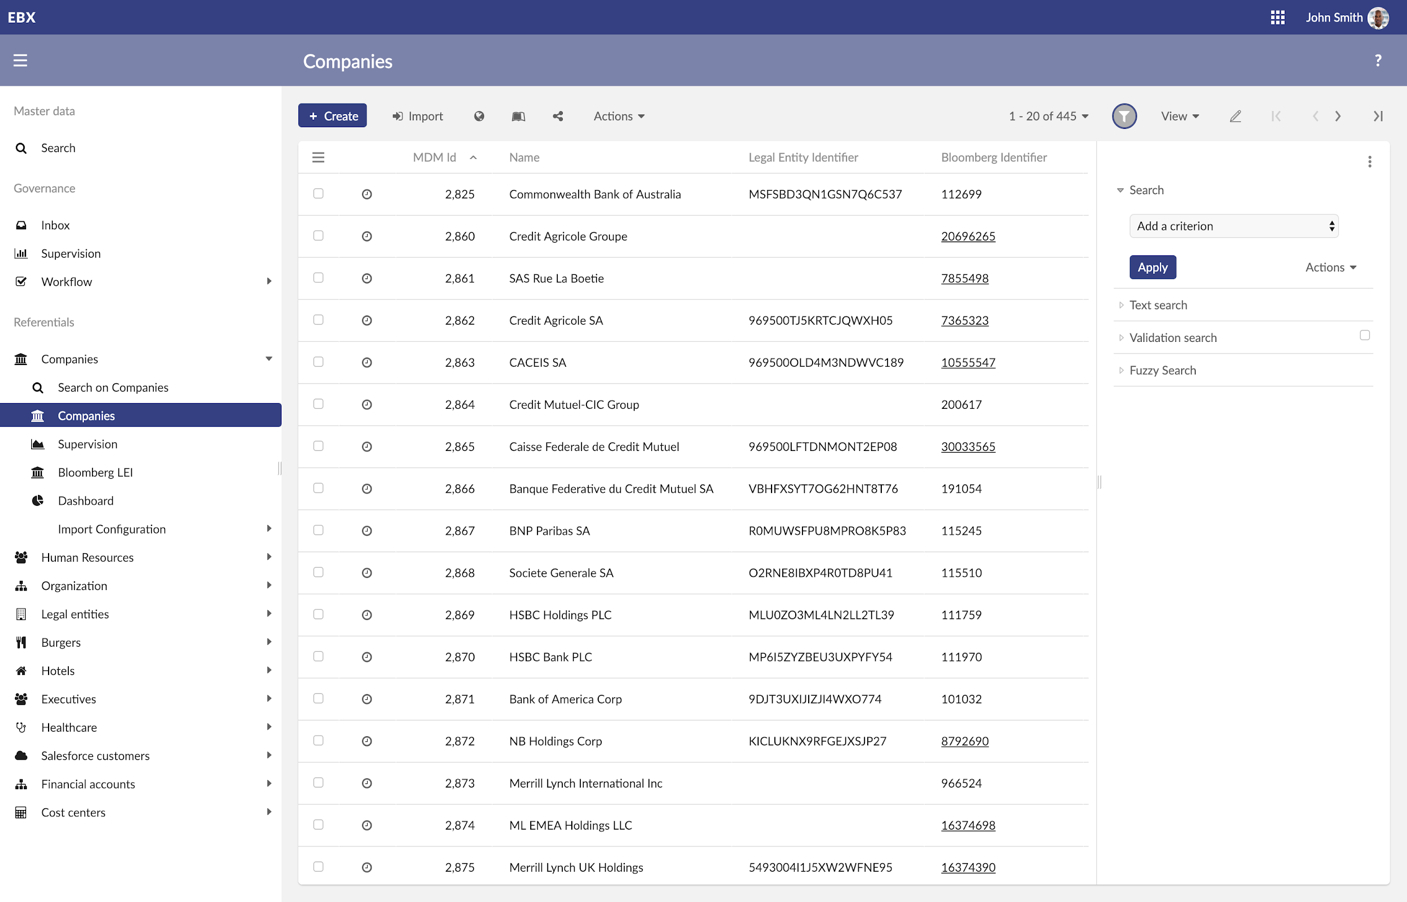 EBX
John Smith
Companies
?
Master data
Search
Governance
Inbox
Supervision
Workflow
Referentials
Companies
Search on Companies
Companies
Supervision
Bloomberg LEI
Dashboard
Import Configuration
Human Resources
Organization
Legal entities
Burgers
Hotels
Executives
Healthcare
Salesforce customers
Financial accounts
Cost centers
+ Create Import Actions 1 - 20 of 445 View
MDM Id Name Legal Entity Identifier Bloomberg Identifier
2,825 Commonwealth Bank of Australia MSFSBD3QN1GSN7Q6C537 112699
2,860 Credit Agricole Groupe 20696265
2,861 SAS Rue La Boetie 7855498
2,862 Credit Agricole SA 969500TJ5KRTCJQWXH05 7365323
2,863 CACEIS SA 969500OLD4M3NDWVC189 10555547
2,864 Credit Mutuel-CIC Group 200617
2,865 Caisse Federale de Credit Mutuel 969500LFTDNMONT2EP08 30033565
2,866 Banque Federative du Credit Mutuel SA VBHFXSYT7OG62HNT8T76 191054
2,867 BNP Paribas SA R0MUWSFPU8MPRO8K5P83 115245
2,868 Societe Generale SA O2RNE8IBXP4R0TD8PU41 115510
2,869 HSBC Holdings PLC MLU0ZO3ML4LN2LL2TL39 111759
2,870 HSBC Bank PLC MP6I5ZYZBEU3UXPYFY54 111970
2,871 Bank of America Corp 9DJT3UXIJIZJI4WXO774 101032
2,872 NB Holdings Corp KICLUKNX9RFGEJXSJP27 8792690
2,873 Merrill Lynch International Inc 966524
2,874 ML EMEA Holdings LLC 16374698
2,875 Merrill Lynch UK Holdings 5493004I1J5XW2WFNE95 16374390
Search
Add a criterion
Apply Actions
Text search
Validation search
Fuzzy Search